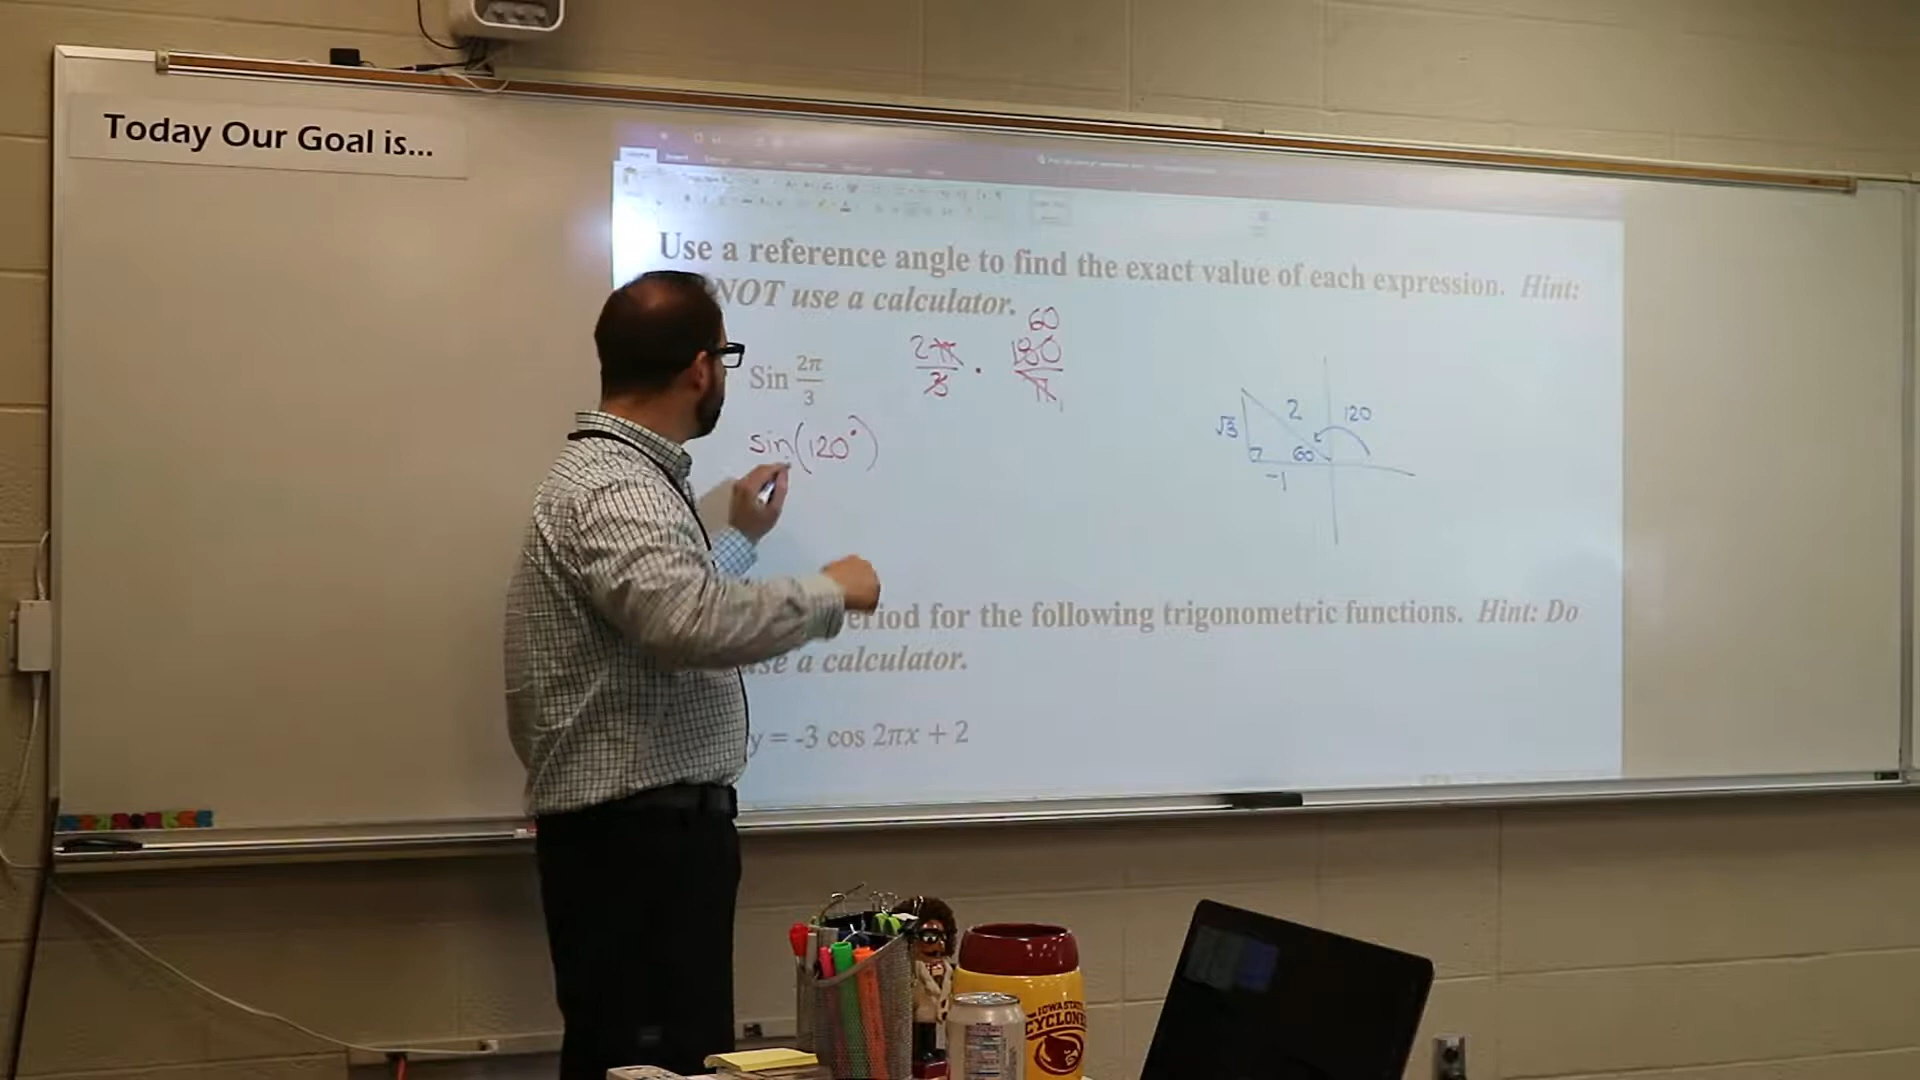 Today Our Goal is...
Use a reference angle to find the exact value of each expression. Hint:
NOT use a calculator.
60
2π/3 · 180/π
1
Sin 2π/3
sin(120°)
2
120
√3
60
-1
eriod for the following trigonometric functions. Hint: Do
se a calculator.
y = -3 cos 2πx + 2
IOWA STATE
CYCLONES